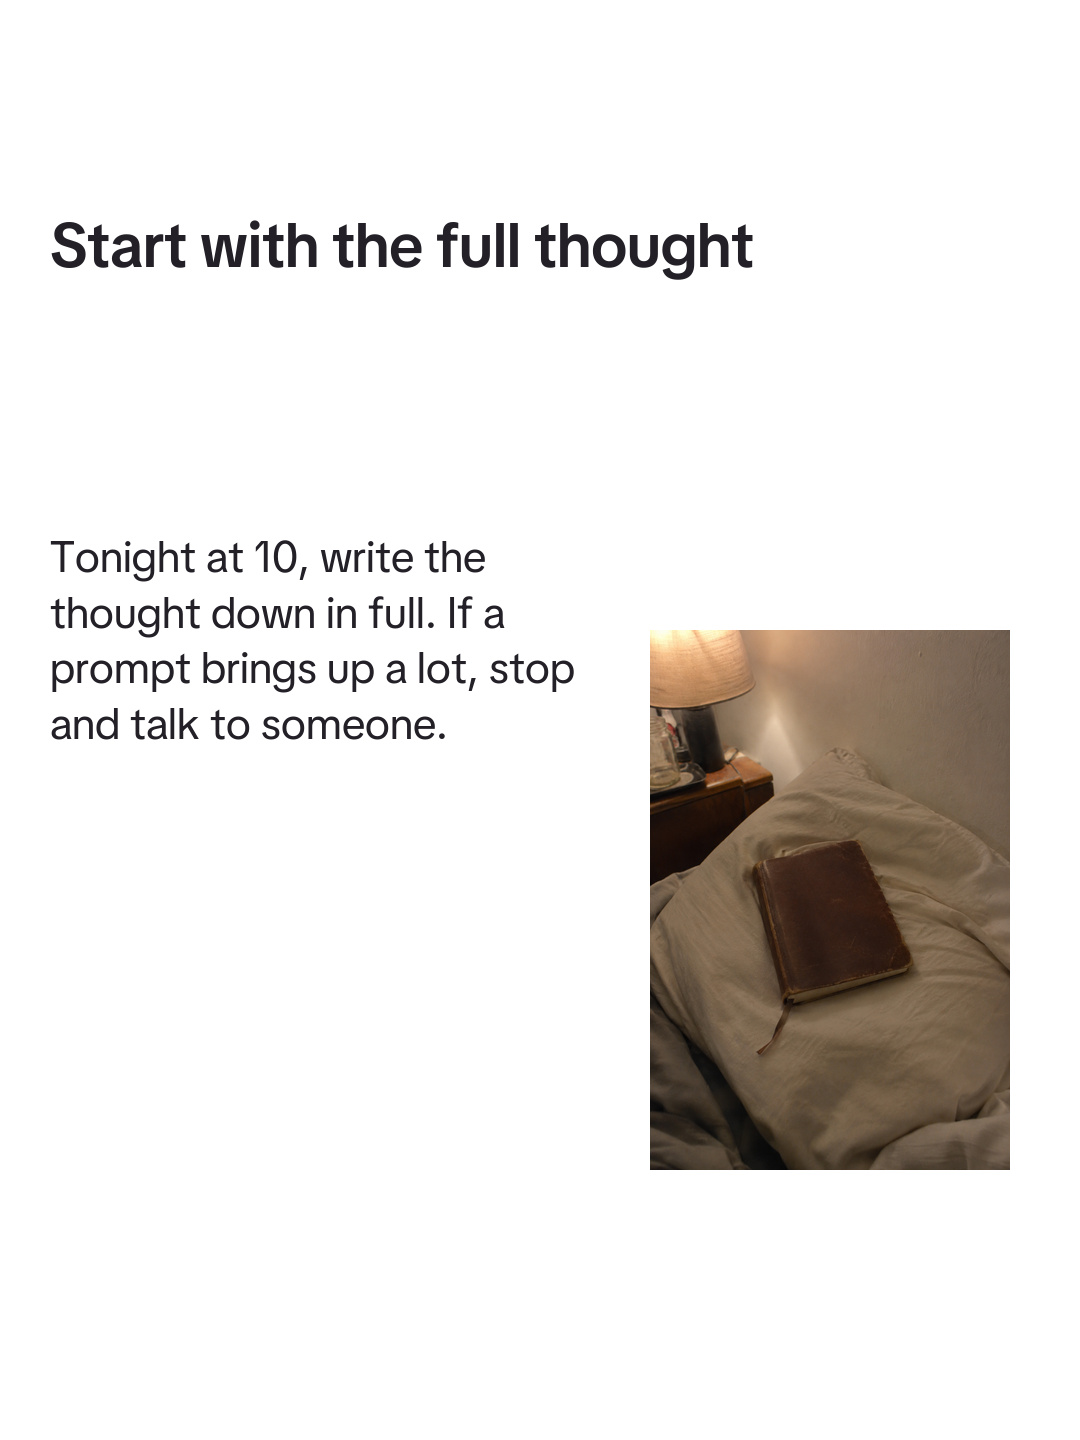 Start with the full thought
Tonight at 10, write the
thought down in full. If a
prompt brings up a lot, stop
and talk to someone.